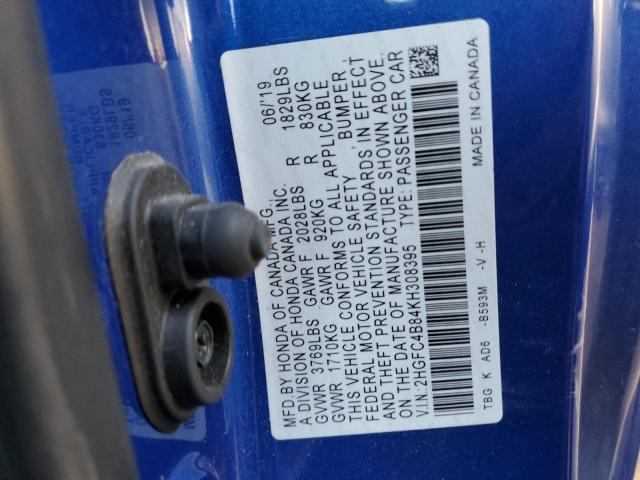 MFD.BY HONDA OF CANADA MFG., 06/'19
A DIVISION OF HONDA CANADA INC.
GVWR 3769LBS GAWR F 2028LBS R 1829LBS
GVWR 1710KG GAWR F 920KG R 830KG
THIS VEHICLE CONFORMS TO ALL APPLICABLE
FEDERAL MOTOR VEHICLE SAFETY , BUMPER ,
AND THEFT PREVENTION STANDARDS IN EFFECT
ON THE DATE OF MANUFACTURE SHOWN ABOVE.
V.I.N.:2HGFC4B84KH308395 TYPE: PASSENGER CAR
TBG K AD6 -B593M -V -H MADE IN CANADA